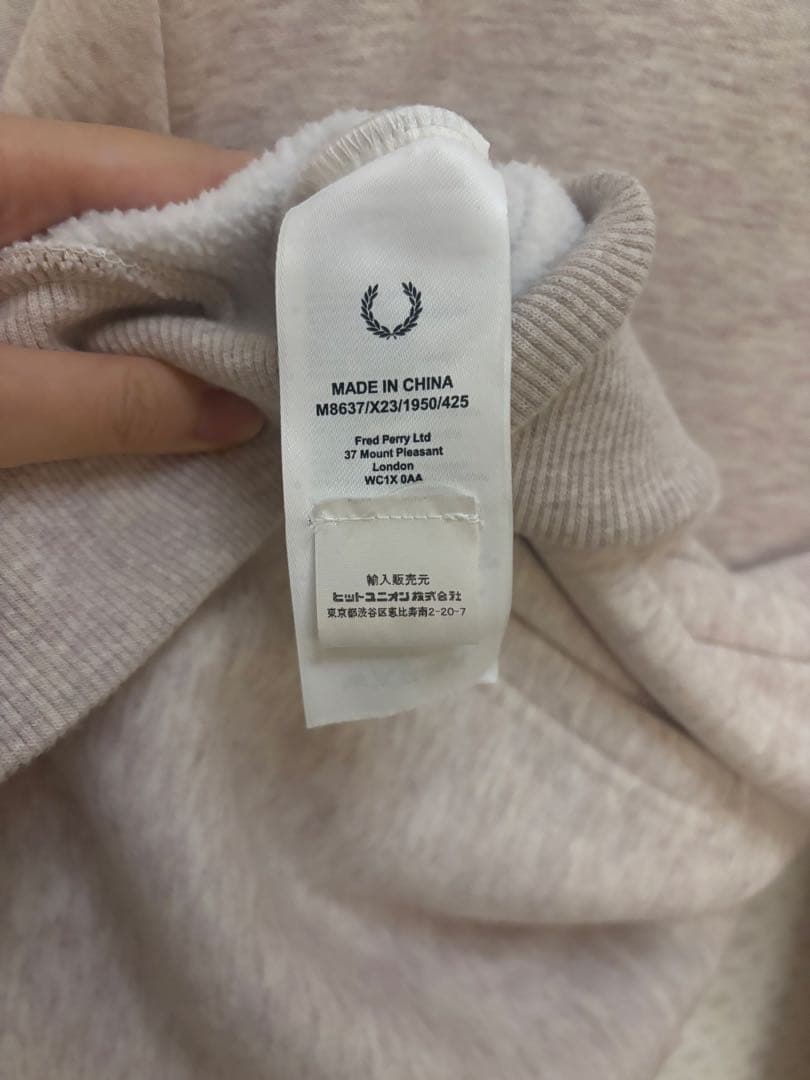 MADE IN CHINA
M8637/X23/1950/425
Fred Perry Ltd
37 Mount Pleasant
London
WC1X 0AA
輸入販売元
ヒットユニオン株式会社
東京都渋谷区恵比寿南2-20-7